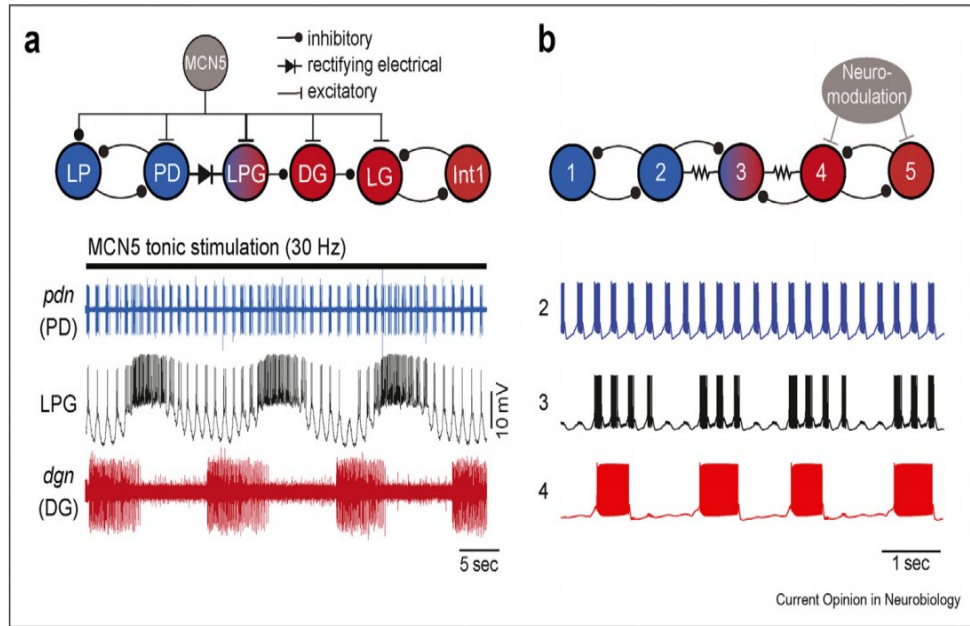 a
MCN5
inhibitory
rectifying electrical
excitatory
LP
PD
LPG
DG
LG
Int1
MCN5 tonic stimulation (30 Hz)
pdn
(PD)
LPG
10 mV
dgn
(DG)
5 sec
b
Neuro-
modulation
1
2
3
4
5
2
3
4
1 sec
Current Opinion in Neurobiology